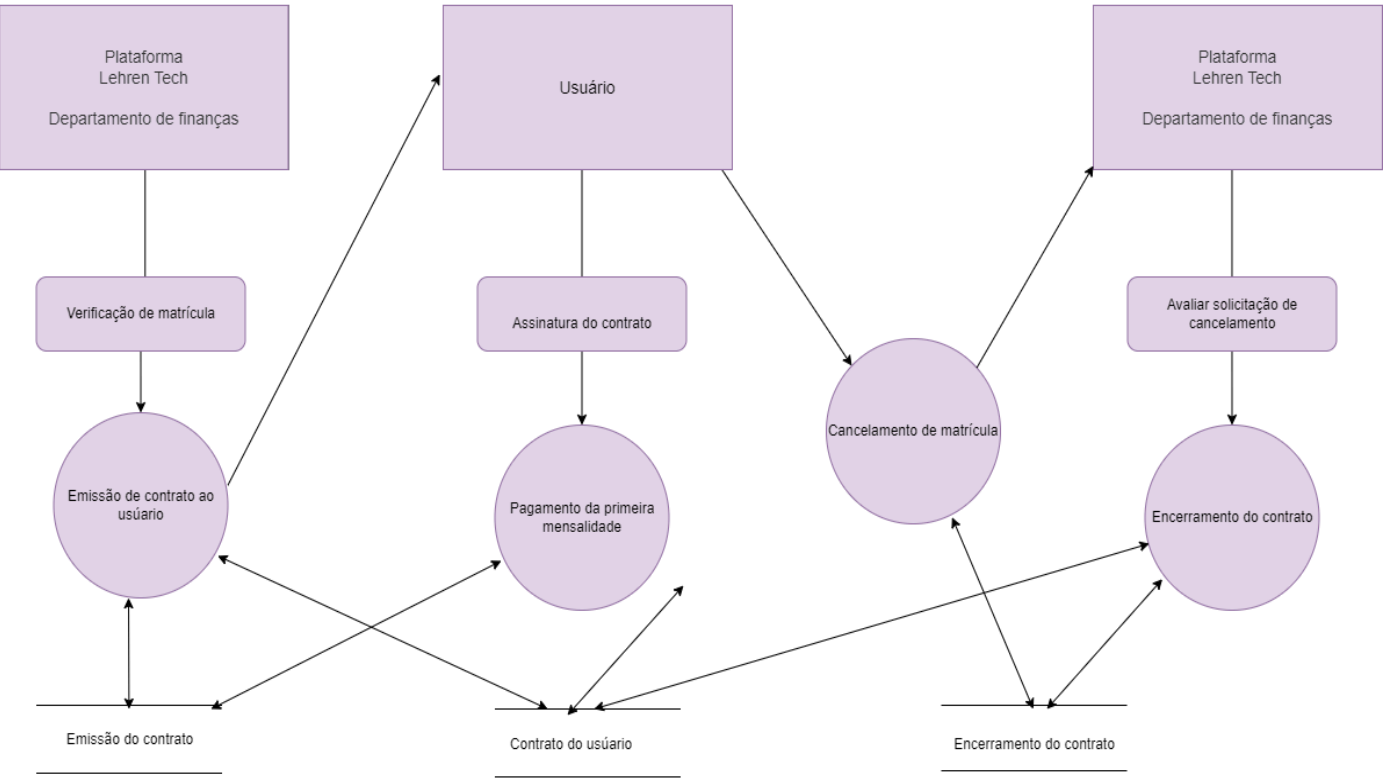 Plataforma
Lehren Tech
Departamento de finanças
Usuário
Plataforma
Lehren Tech
Departamento de finanças
Verificação de matrícula
Assinatura do contrato
Avaliar solicitação de
cancelamento
Cancelamento de matrícula
Emissão de contrato ao
usúario
Pagamento da primeira
mensalidade
Encerramento do contrato
Emissão do contrato
Contrato do usúario
Encerramento do contrato